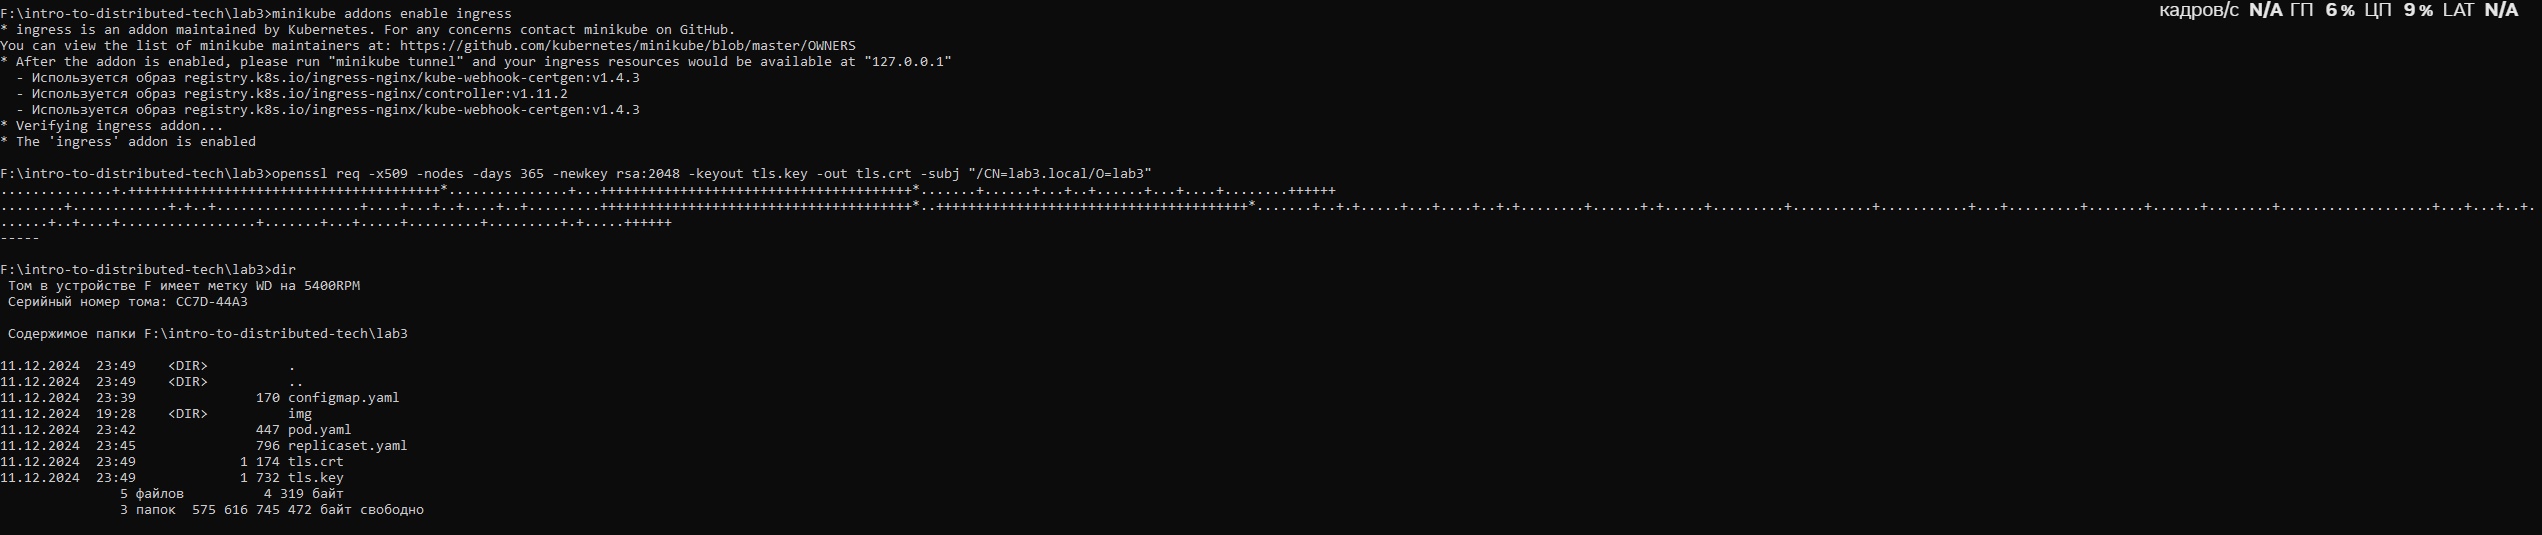 F:\intro-to-distributed-tech\lab3>minikube addons enable ingress
кадров/с N/A ГП 6 % ЦП 9 % LAT N/A
* ingress is an addon maintained by Kubernetes. For any concerns contact minikube on GitHub.
You can view the list of minikube maintainers at: https://github.com/kubernetes/minikube/blob/master/OWNERS
* After the addon is enabled, please run "minikube tunnel" and your ingress resources would be available at "127.0.0.1"
  - Используется образ registry.k8s.io/ingress-nginx/kube-webhook-certgen:v1.4.3
  - Используется образ registry.k8s.io/ingress-nginx/controller:v1.11.2
  - Используется образ registry.k8s.io/ingress-nginx/kube-webhook-certgen:v1.4.3
* Verifying ingress addon...
* The 'ingress' addon is enabled
F:\intro-to-distributed-tech\lab3>openssl req -x509 -nodes -days 365 -newkey rsa:2048 -keyout tls.key -out tls.crt -subj "/CN=lab3.local/O=lab3"
-----
F:\intro-to-distributed-tech\lab3>dir
 Том в устройстве F имеет метку WD на 5400RPM
 Серийный номер тома: CC7D-44A3
 Содержимое папки F:\intro-to-distributed-tech\lab3
11.12.2024  23:49    <DIR>          .
11.12.2024  23:49    <DIR>          ..
11.12.2024  23:39               170 configmap.yaml
11.12.2024  19:28    <DIR>          img
11.12.2024  23:42               447 pod.yaml
11.12.2024  23:45               796 replicaset.yaml
11.12.2024  23:49             1 174 tls.crt
11.12.2024  23:49             1 732 tls.key
               5 файлов          4 319 байт
               3 папок  575 616 745 472 байт свободно